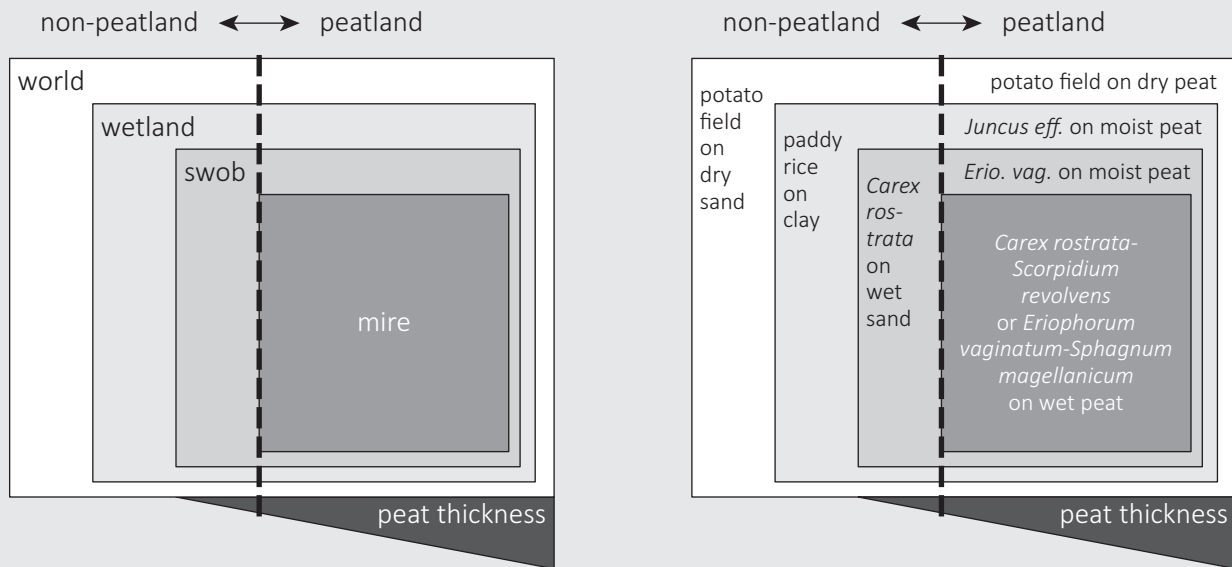 non-peatland
peatland
world
wetland
swob
mire
peat thickness
non-peatland
peatland
potato
field
on
dry
sand
potato field on dry peat
paddy
rice
on
clay
Juncus eff. on moist peat
Carex
ros-
trata
on
wet
sand
Erio. vag. on moist peat
Carex rostrata-
Scorpidium
revolvens
or Eriophorum
vaginatum-Sphagnum
magellanicum
on wet peat
peat thickness